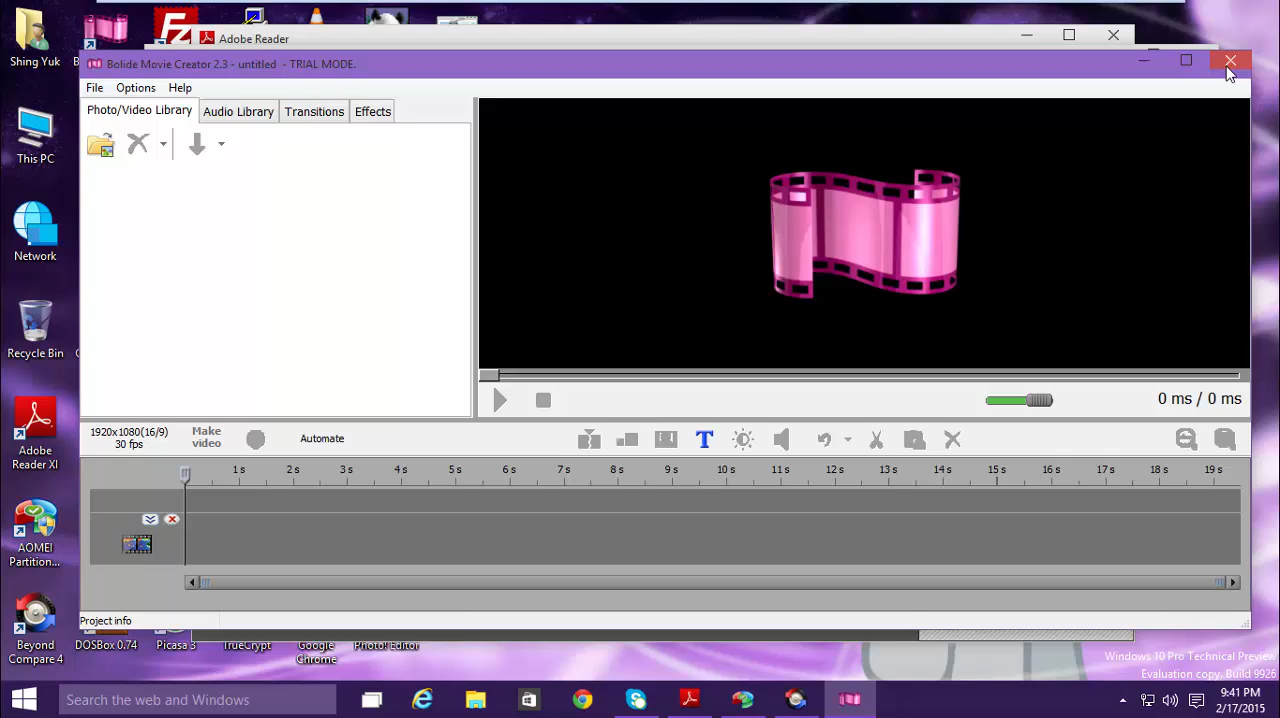 Shing Yuk
Adobe Reader
Bolide Movie Creator 2.3 - untitled - TRIAL MODE.
File Options Help
Photo/Video Library Audio Library Transitions Effects
This PC
Network
Recycle Bin
0 ms / 0 ms
1920x1080(16/9)
30 fps
Make
video
Automate
T
1 s 2 s 3 s 4 s 5 s 6 s 7 s 8 s 9 s 10 s 11 s 12 s 13 s 14 s 15 s 16 s 17 s 18 s 19 s
Adobe
Reader XI
AOMEI
Partition...
Project info
Beyond
Compare 4
DOSBox 0.74
Picasa 3
TrueCrypt
Google
Chrome
Photo! Editor
Windows 10 Pro Technical Preview
Evaluation copy. Build 9926
Search the web and Windows
9:41 PM
2/17/2015